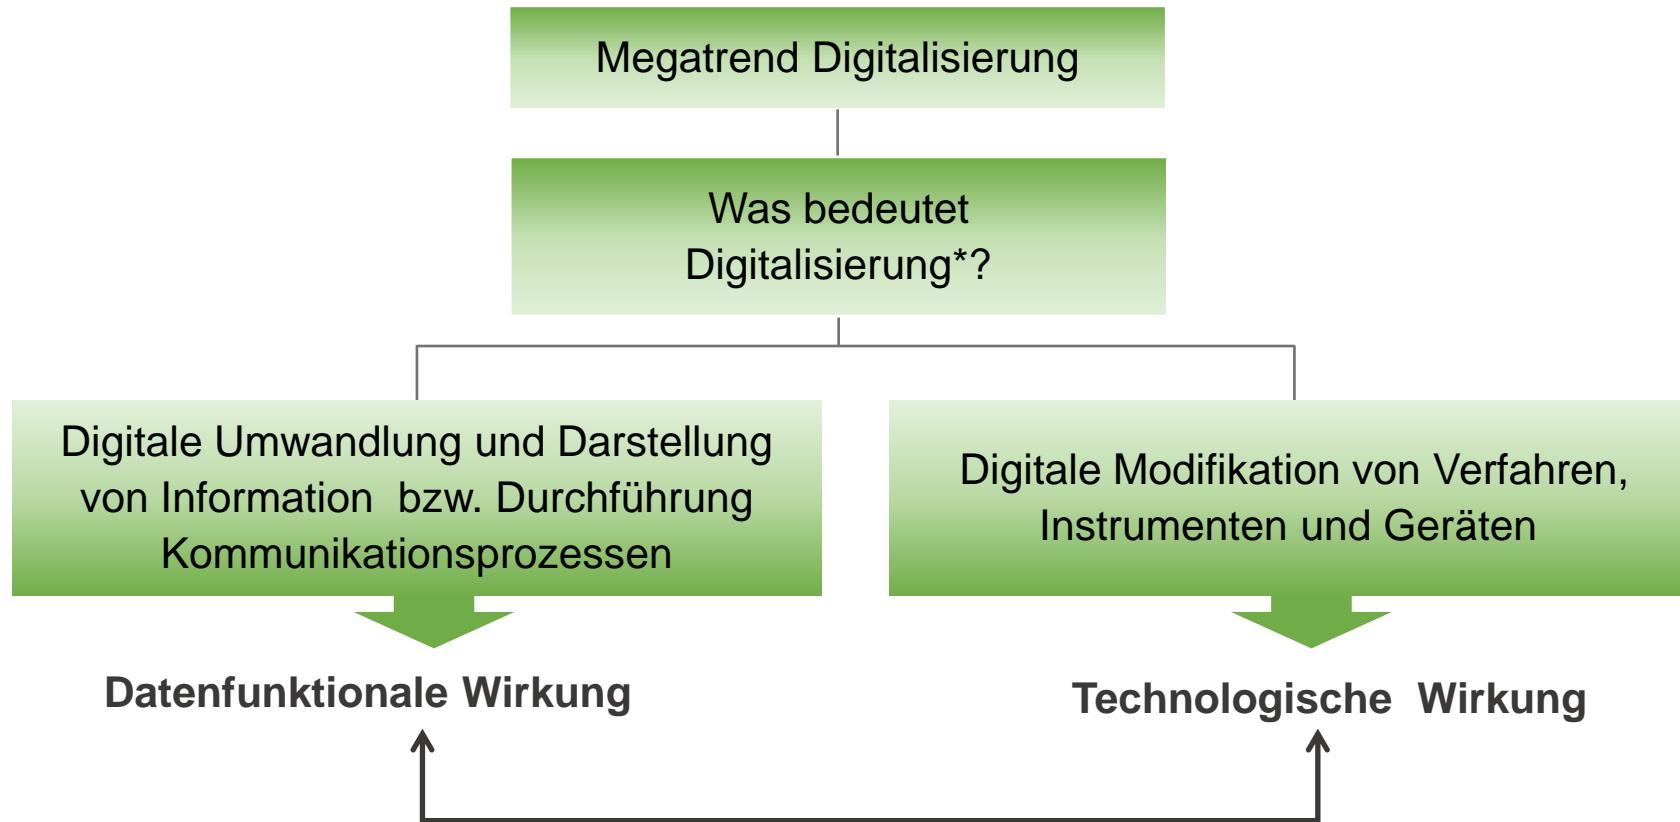 Megatrend Digitalisierung
Was bedeutet
Digitalisierung*?
Digitale Umwandlung und Darstellung
von Information  bzw. Durchführung
Kommunikationsprozessen
Digitale Modifikation von Verfahren,
Instrumenten und Geräten
Datenfunktionale Wirkung
Technologische  Wirkung